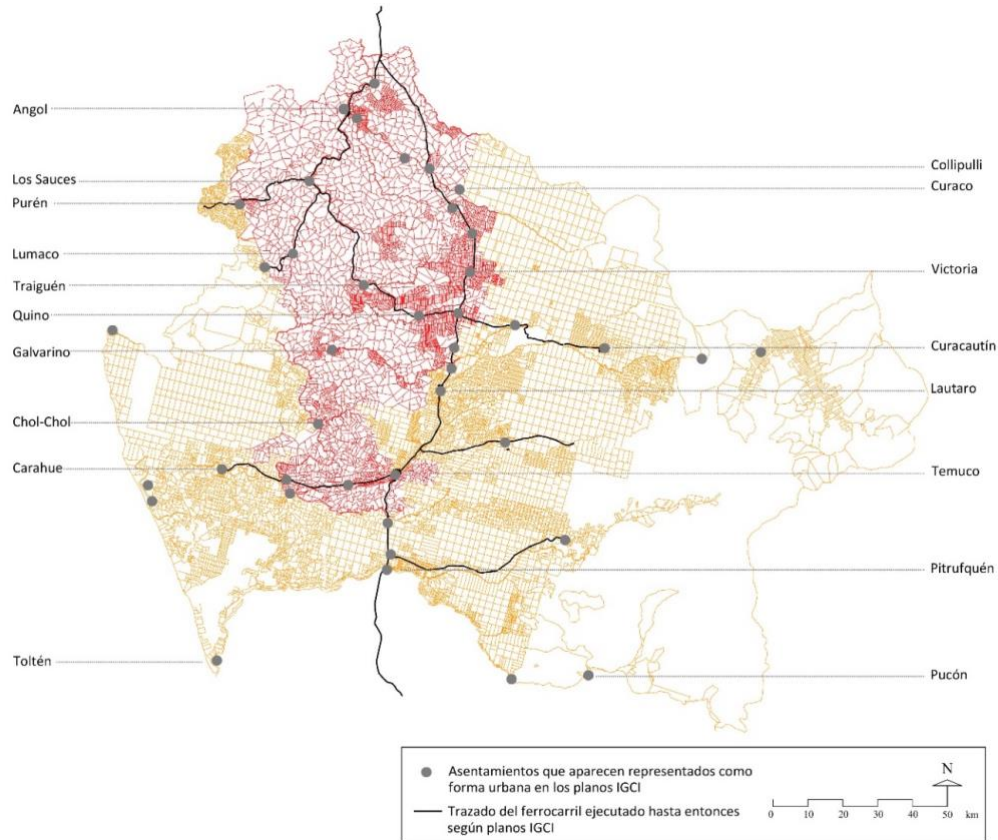 Angol
Los Sauces
Purén
Lumaco
Traiguén
Quino
Galvarino
Chol-Chol
Carahue
Toltén
Collipulli
Curaco
Victoria
Curacautín
Lautaro
Temuco
Pitrufquén
Pucón
Asentamientos que aparecen representados como
forma urbana en los planos IGCI
Trazado del ferrocarril ejecutado hasta entonces
según planos IGCI
N
0 10 20 30 40 50 km